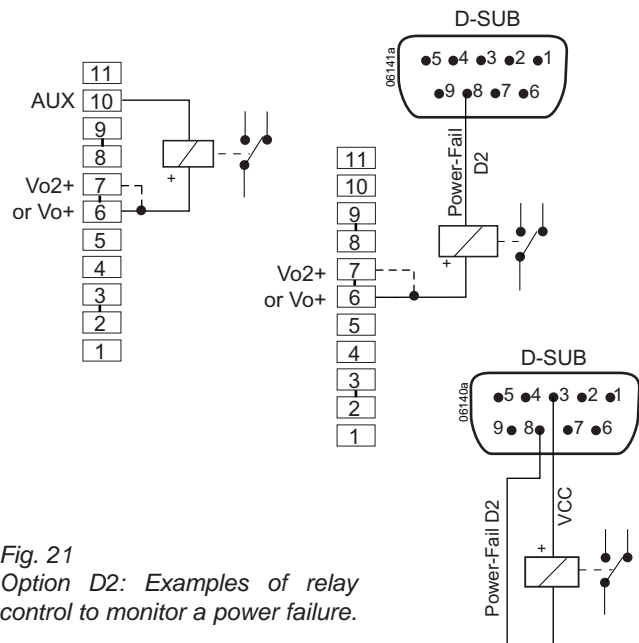 11
AUX 10
9
8
Vo2+ 7
or Vo+ 6
5
4
3
2
1
+
D-SUB
06141a
5 4 3 2 1
9 8 7 6
Power-Fail
D2
11
10
9
8
Vo2+ 7
or Vo+ 6
5
4
3
2
1
+
D-SUB
06140a
5 4 3 2 1
9 8 7 6
Power-Fail D2
VCC
+
Fig. 21
Option D2: Examples of relay
control to monitor a power failure.